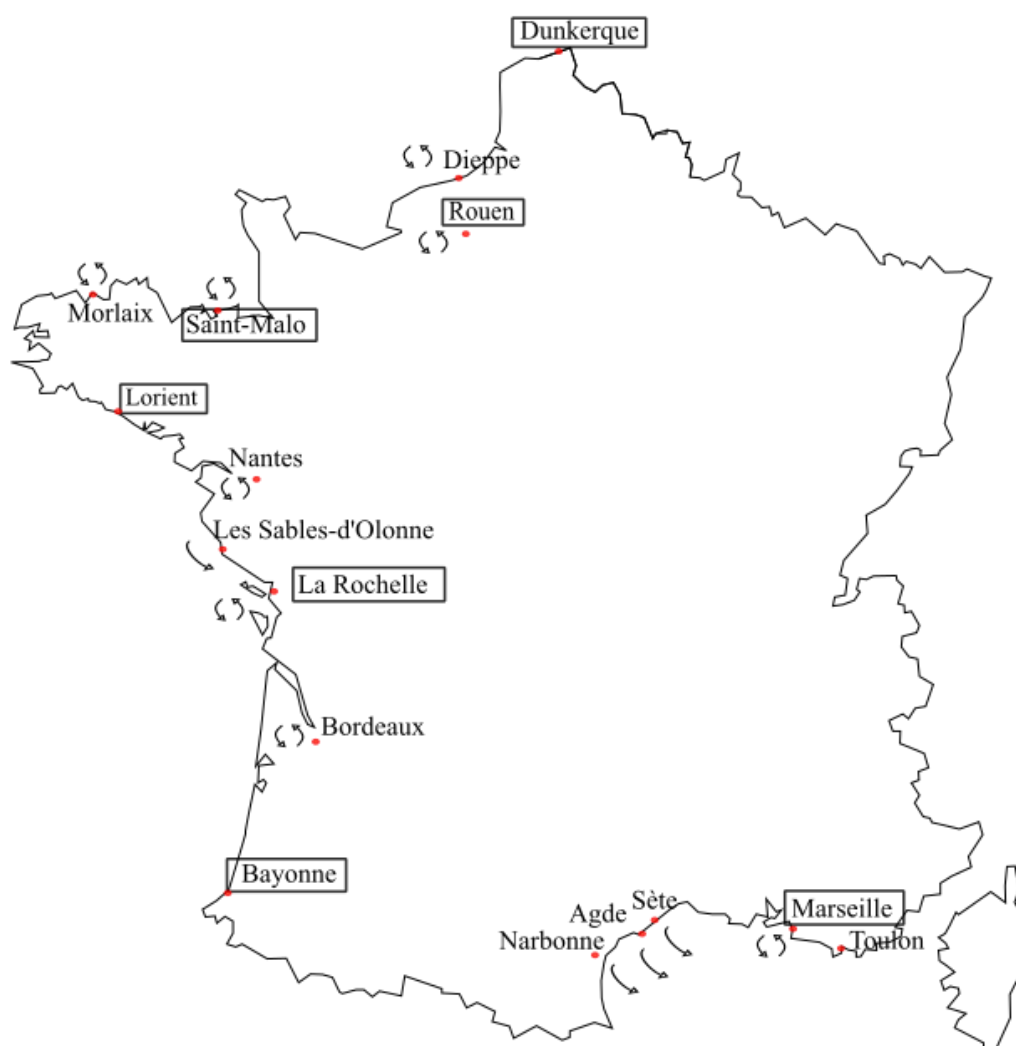 Dunkerque
Dieppe
Rouen
Morlaix
Saint-Malo
Lorient
Nantes
Les Sables-d'Olonne
La Rochelle
Bordeaux
Bayonne
Sète
Marseille
Agde
Narbonne
Toulon